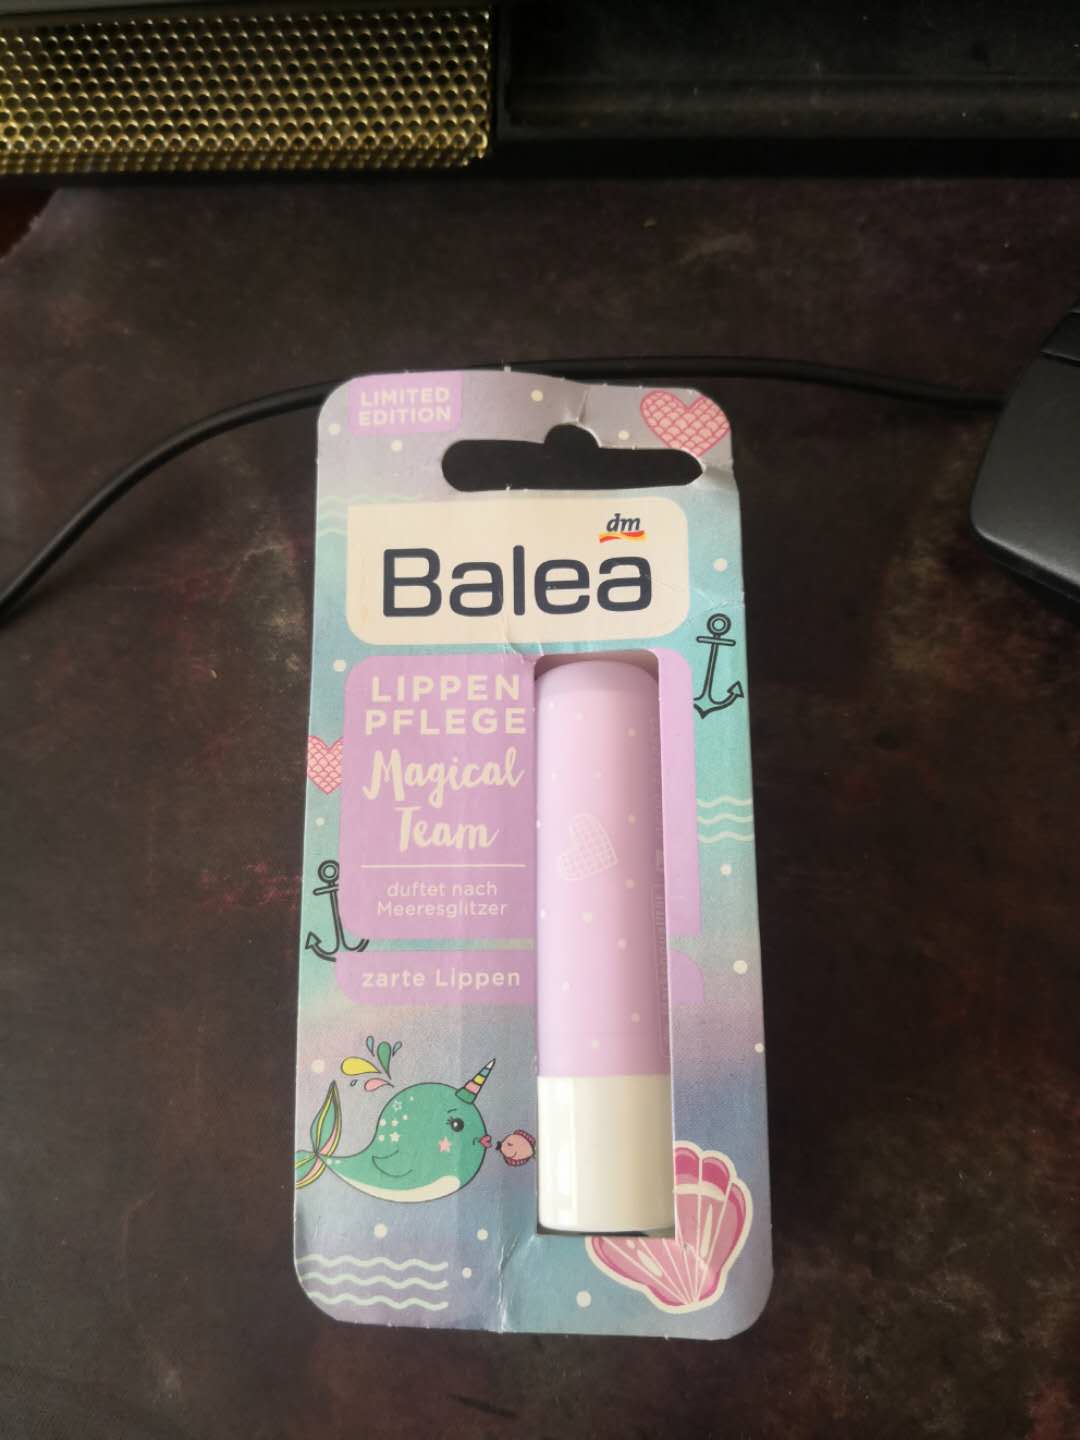 LIMITED
EDITION
dm
Balea
LIPPEN
PFLEGE
Magical
Team
duftet nach
Meeresglitzer
zarte Lippen